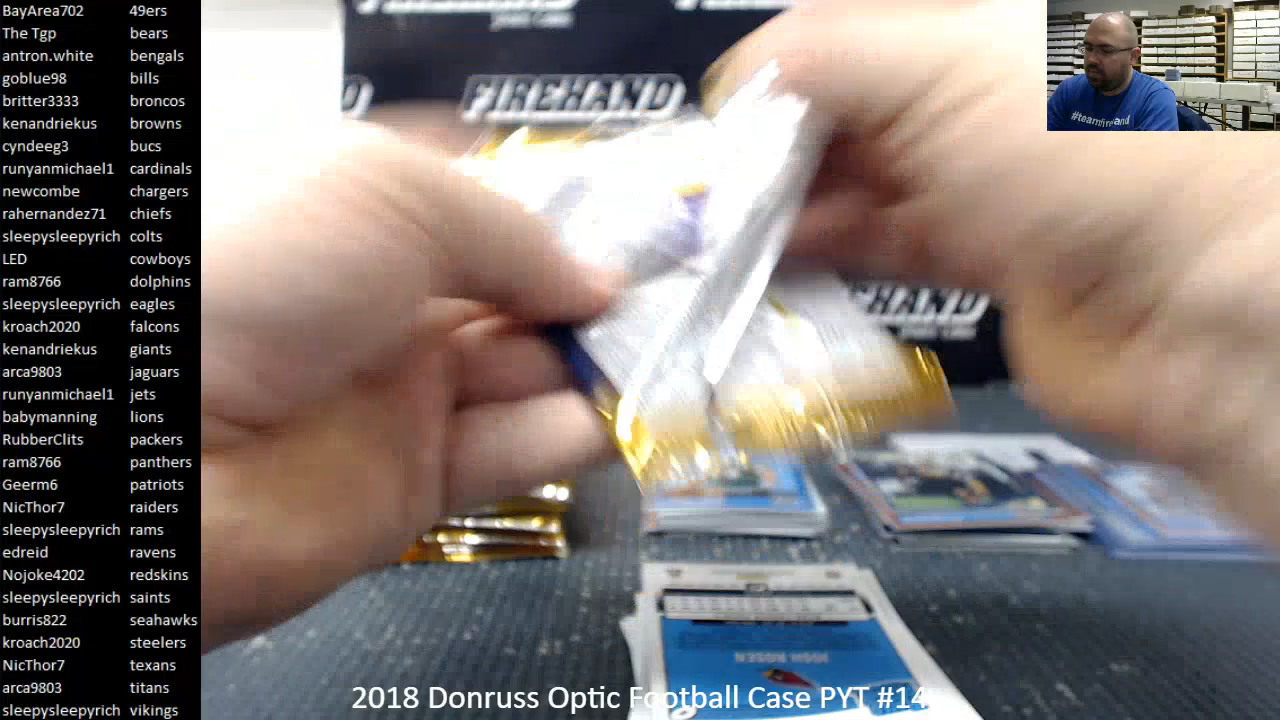 BayArea702 49ers
The Tgp bears
antron.white bengals
goblue98 bills
britter3333 broncos
kenandriekus browns
cyndeeg3 bucs
runyanmichael1 cardinals
newcombe chargers
rahernandez71 chiefs
sleepysleepyrich colts
LED cowboys
ram8766 dolphins
sleepysleepyrich eagles
kroach2020 falcons
kenandriekus giants
arca9803 jaguars
runyanmichael1 jets
babymanning lions
RubberClits packers
ram8766 panthers
Geerm6 patriots
NicThor7 raiders
sleepysleepyrich rams
edreid ravens
Nojoke4202 redskins
sleepysleepyrich saints
burris822 seahawks
kroach2020 steelers
NicThor7 texans
arca9803 titans
sleepysleepyrich vikings
FIREHAND
#teamfirehand
JOSH ROSEN
2018 Donruss Optic Football Case PYT #14